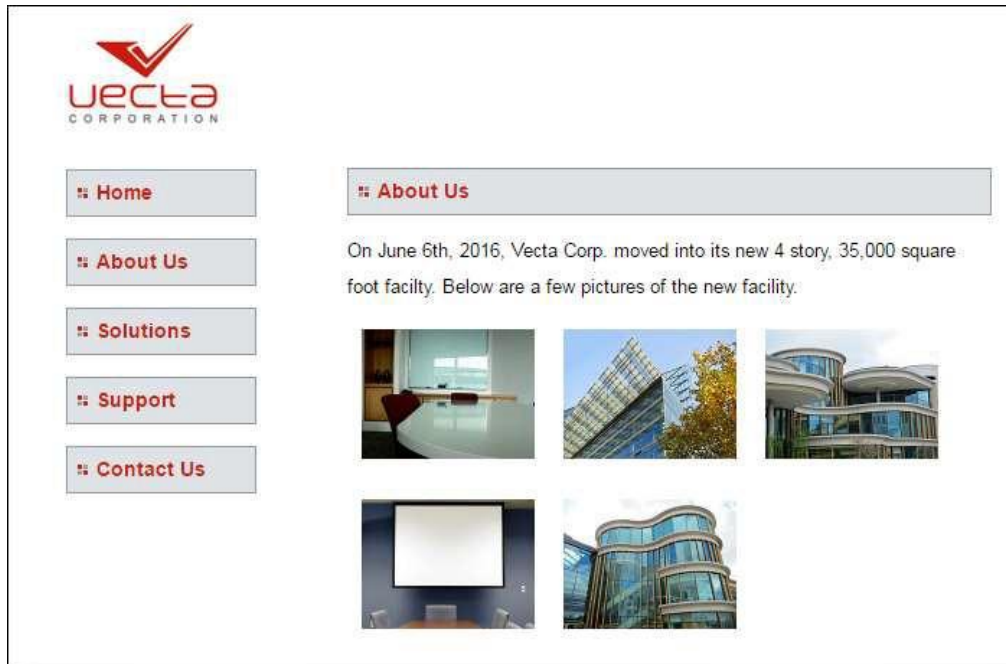 vecta
CORPORATION
Home
About Us
Solutions
Support
Contact Us
About Us
On June 6th, 2016, Vecta Corp. moved into its new 4 story, 35,000 square
foot facilty. Below are a few pictures of the new facility.